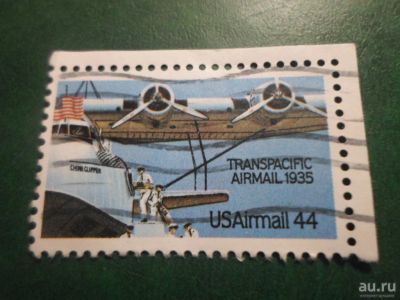 CHINA CLIPPER
TRANSPACIFIC
AIRMAIL 1935
USAirmail 44
au.ru